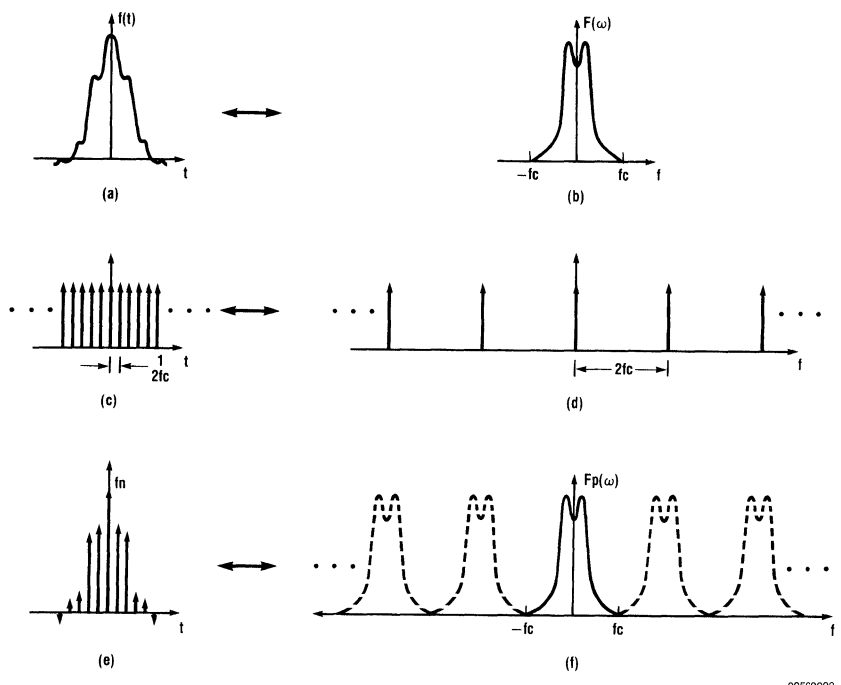 f(t)
t
(a)
F(ω)
−fc
fc
f
(b)
t
1
2fc
(c)
2fc
f
(d)
fn
t
(e)
Fp(ω)
−fc
fc
f
(f)